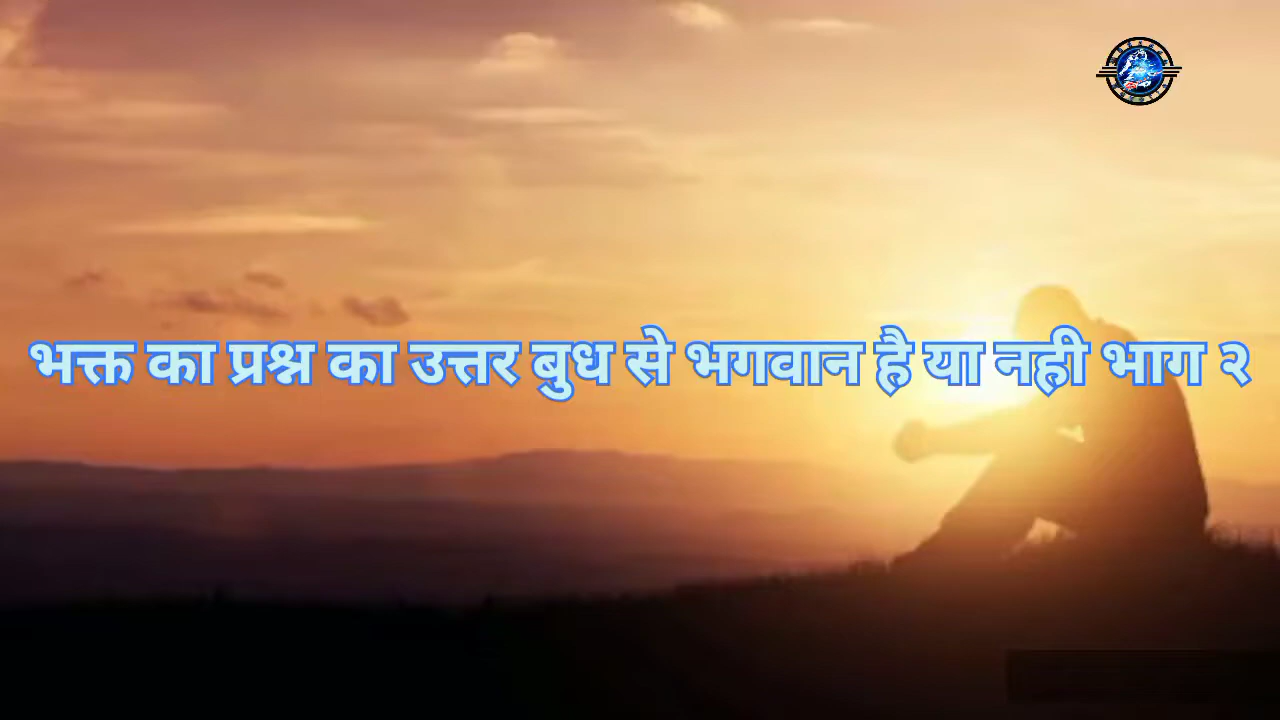 भक्त का प्रश्न का उत्तर बुध से भगवान है या नही भाग २